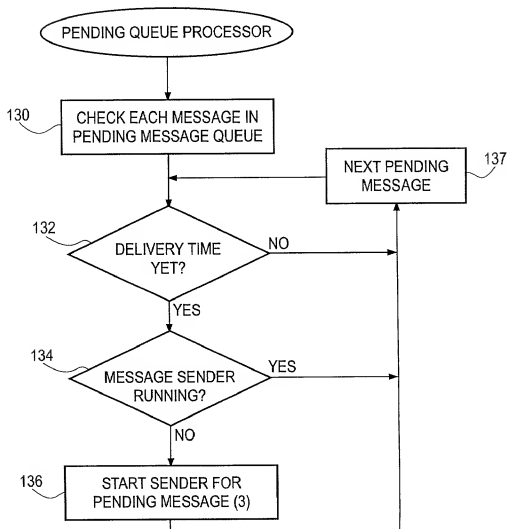 PENDING QUEUE PROCESSOR
130
CHECK EACH MESSAGE IN
PENDING MESSAGE QUEUE
NEXT PENDING
MESSAGE
137
132
DELIVERY TIME
YET?
NO
YES
134
MESSAGE SENDER
RUNNING?
YES
NO
136
START SENDER FOR
PENDING MESSAGE (3)